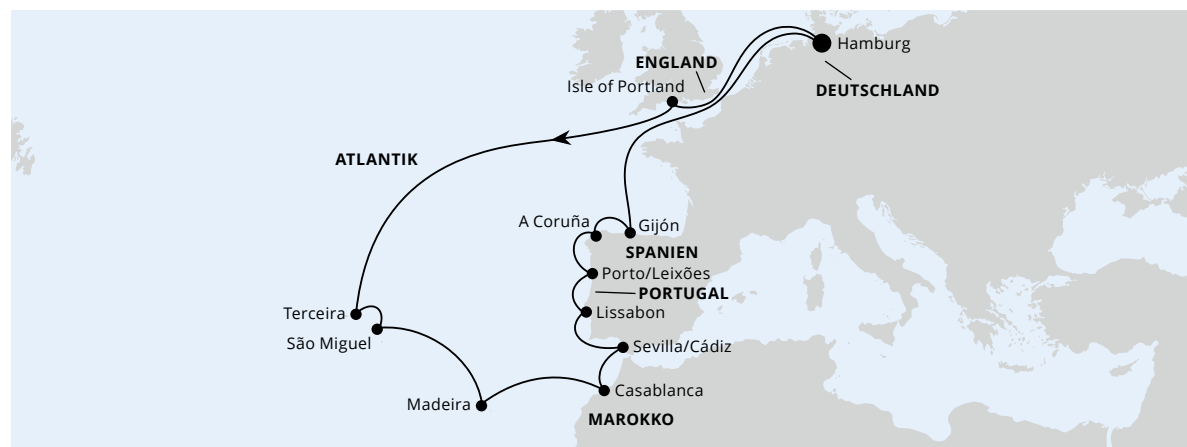 Hamburg
ENGLAND
Isle of Portland
DEUTSCHLAND
ATLANTIK
A Coruña
Gijón
SPANIEN
Porto/Leixões
PORTUGAL
Terceira
Lissabon
São Miguel
Sevilla/Cádiz
Casablanca
Madeira
MAROKKO